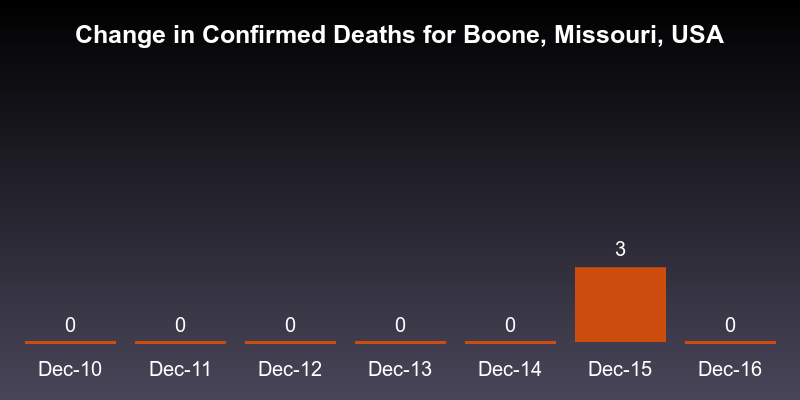 Change in Confirmed Deaths for Boone, Missouri, USA
3
0 0 0 0 0 0
Dec-10 Dec-11 Dec-12 Dec-13 Dec-14 Dec-15 Dec-16